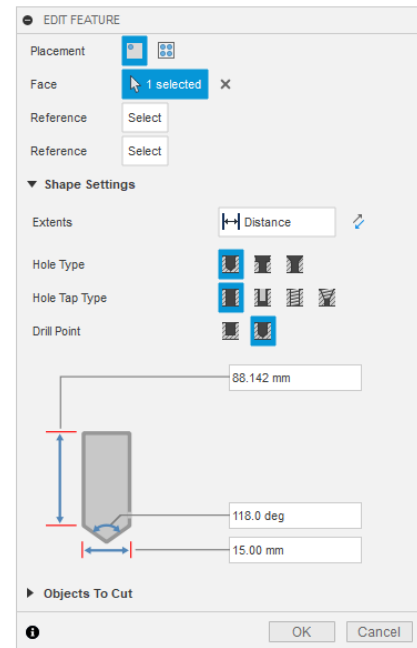 EDIT FEATURE
Placement
Face 1 selected
Reference Select
Reference Select
Shape Settings
Extents Distance
Hole Type
Hole Tap Type
Drill Point
88.142 mm
118.0 deg
15.00 mm
Objects To Cut
OK Cancel